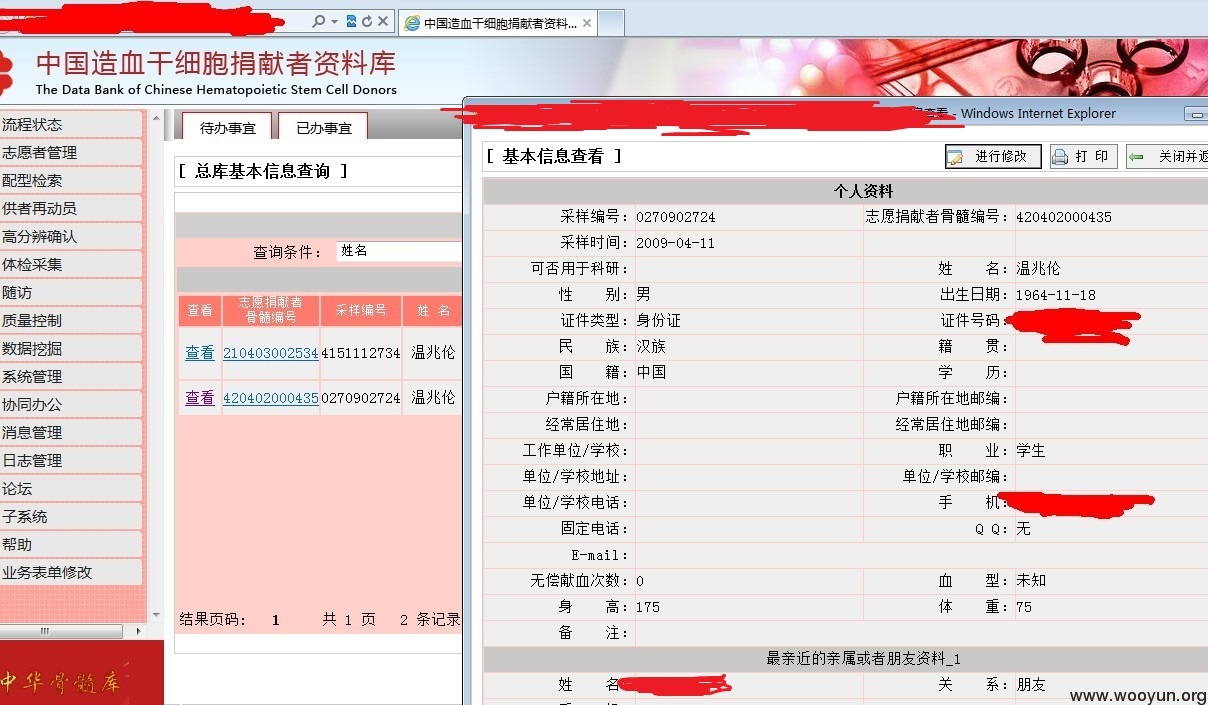 中国造血干细胞捐献者资料...
中国造血干细胞捐献者资料库
The Data Bank of Chinese Hematopoietic Stem Cell Donors
流程状态
志愿者管理
配型检索
供者再动员
高分辨确认
体检采集
随访
质量控制
数据挖掘
系统管理
协同办公
消息管理
日志管理
论坛
子系统
帮助
业务表单修改
中华骨髓库
待办事宜 已办事宜
[ 总库基本信息查询 ]
查询条件： 姓名
查看 志愿捐献者骨髓编号 采样编号 姓 名
查看 210403002534 4151112734 温兆伦
查看 420402000435 0270902724 温兆伦
结果页码： 1 共 1 页 2 条记录
息查看 - Windows Internet Explorer
[ 基本信息查看 ] 进行修改 打 印 关闭并返
个人资料
采样编号：0270902724 志愿捐献者骨髓编号：420402000435
采样时间：2009-04-11
可否用于科研： 姓 名：温兆伦
性 别：男 出生日期：1964-11-18
证件类型：身份证 证件号码：
民 族：汉族 籍 贯：
国 籍：中国 学 历：
户籍所在地： 户籍所在地邮编：
经常居住地： 经常居住地邮编：
工作单位/学校： 职 业：学生
单位/学校地址： 单位/学校邮编：
单位/学校电话： 手 机：
固定电话： Q Q：无
E-mail：
无偿献血次数：0 血 型：未知
身 高：175 体 重：75
备 注：
最亲近的亲属或者朋友资料_1
姓 名 关 系：朋友
www.wooyun.org